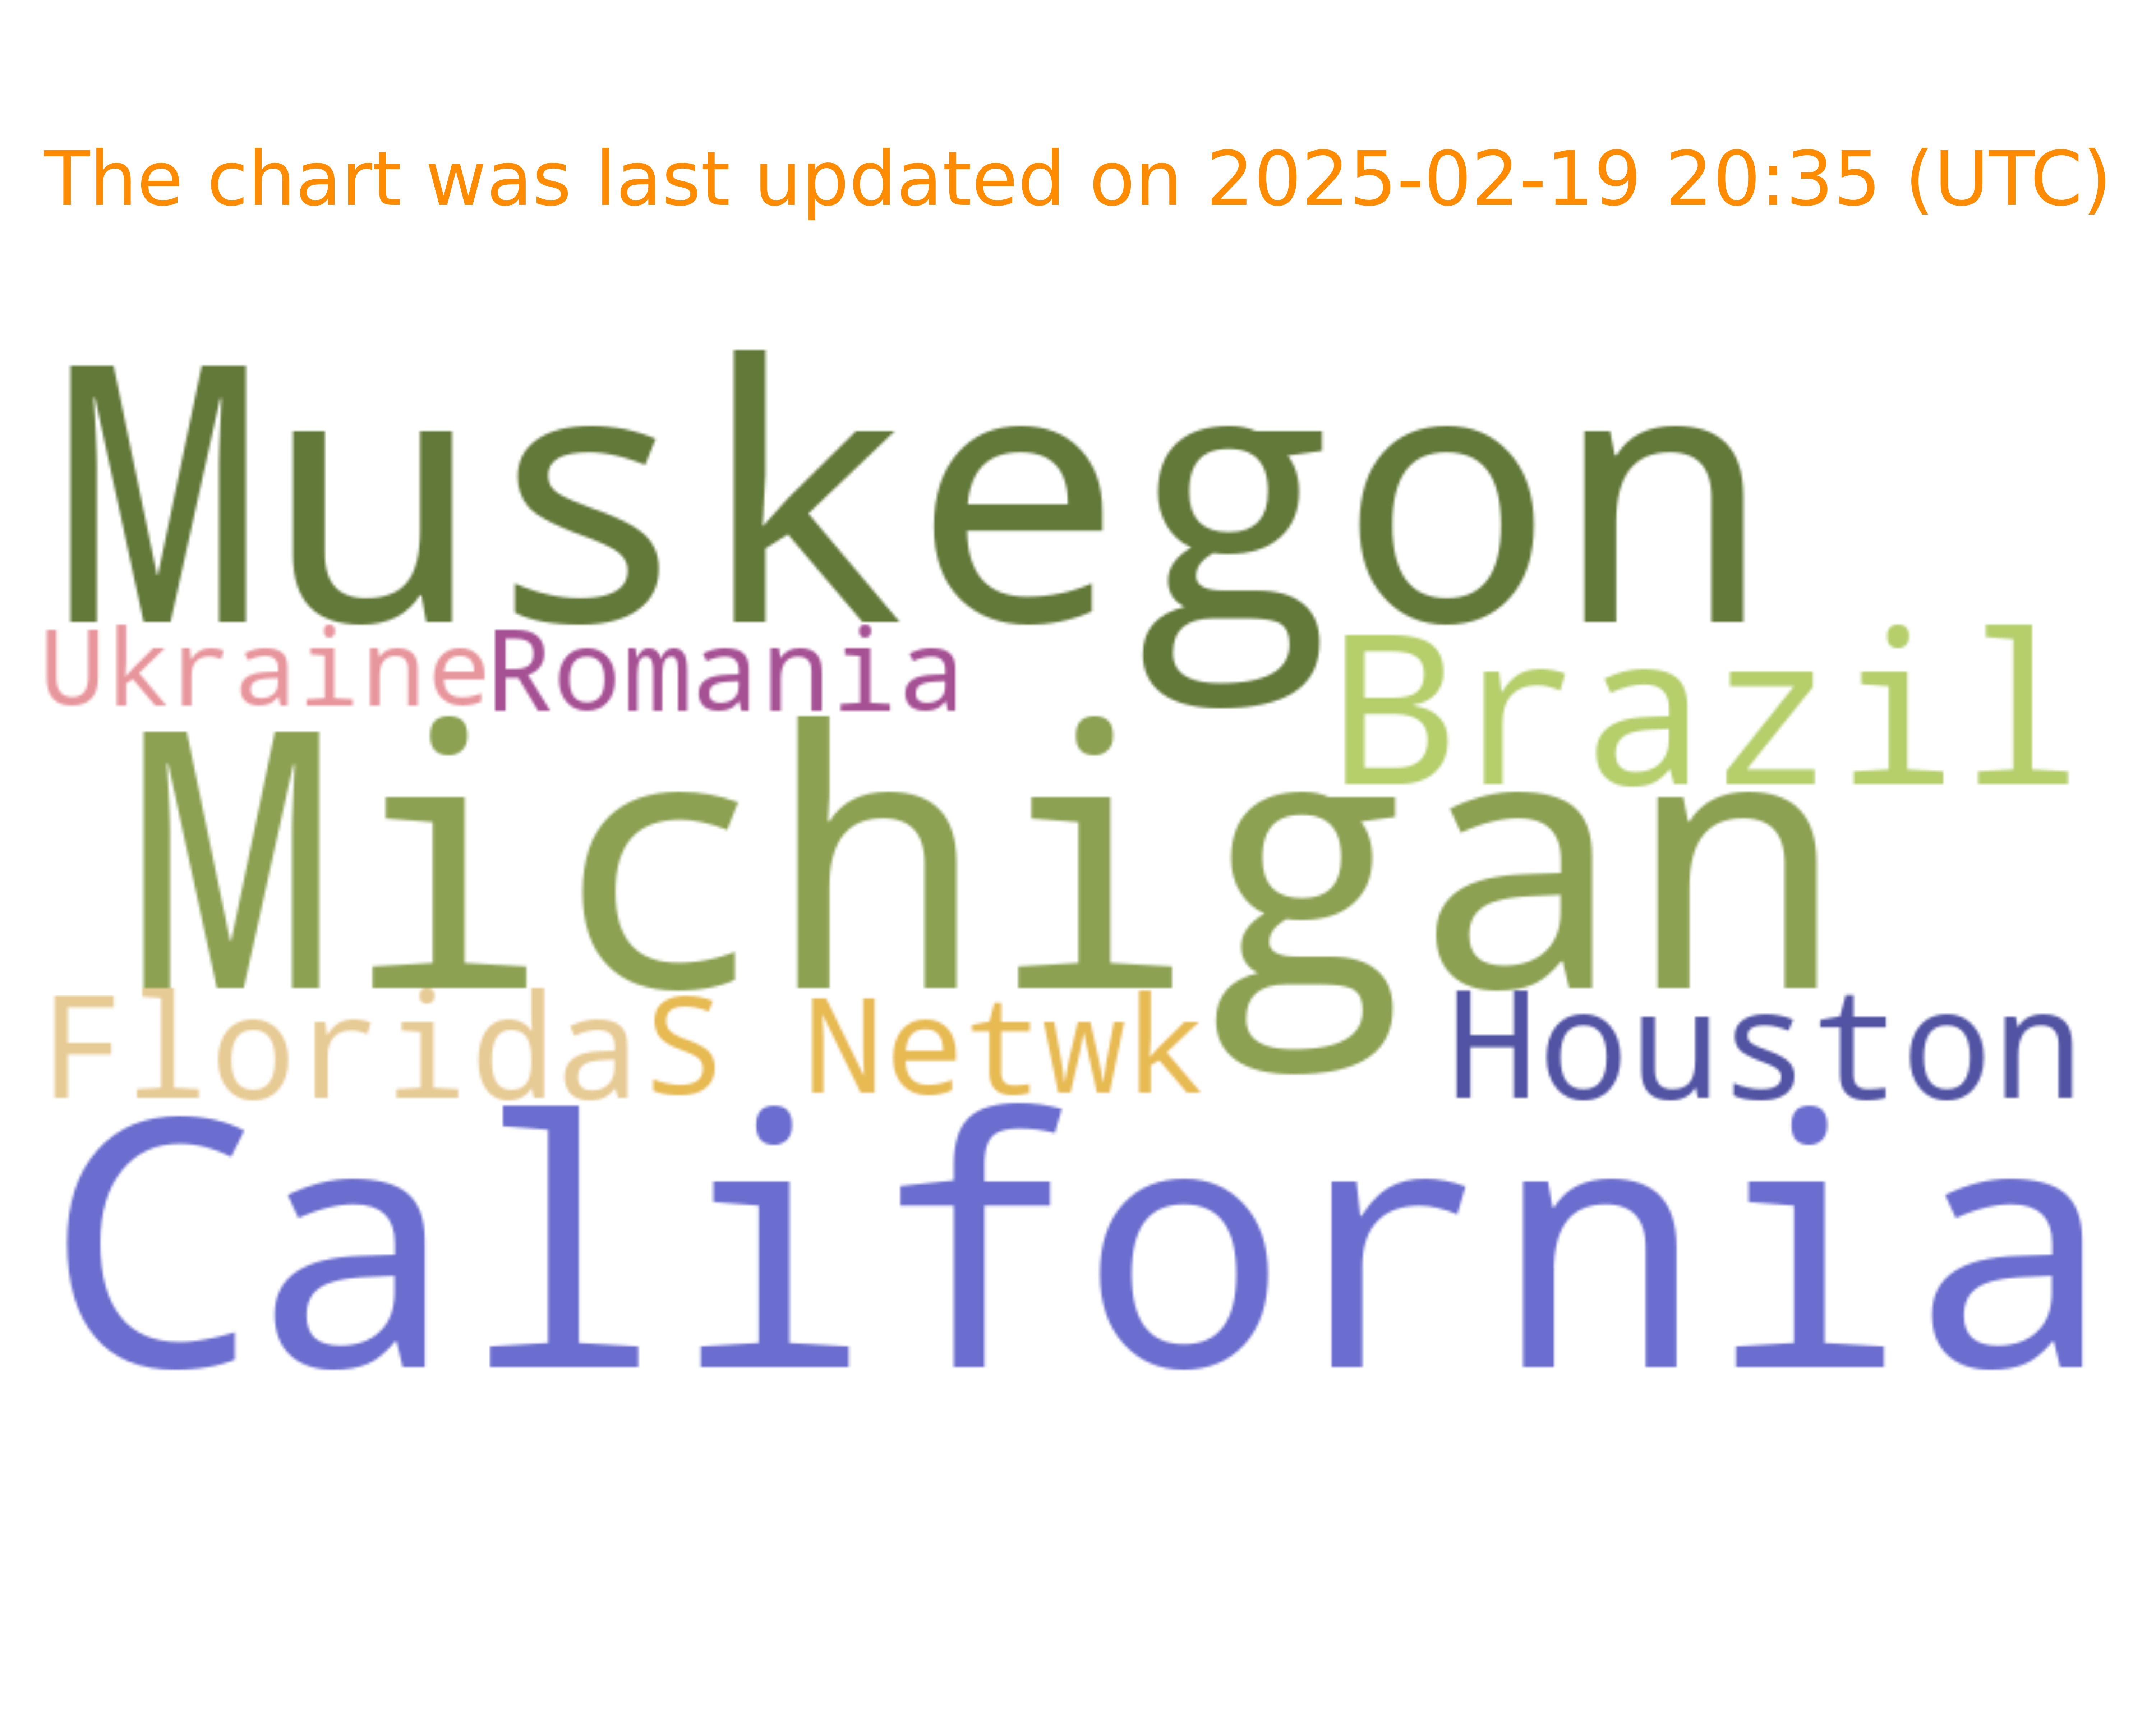 The chart was last updated on 2025-02-19 20:35 (UTC)
Muskegon
Ukraine Romania Brazil
Michigan
Florida S Netwk Houston
California